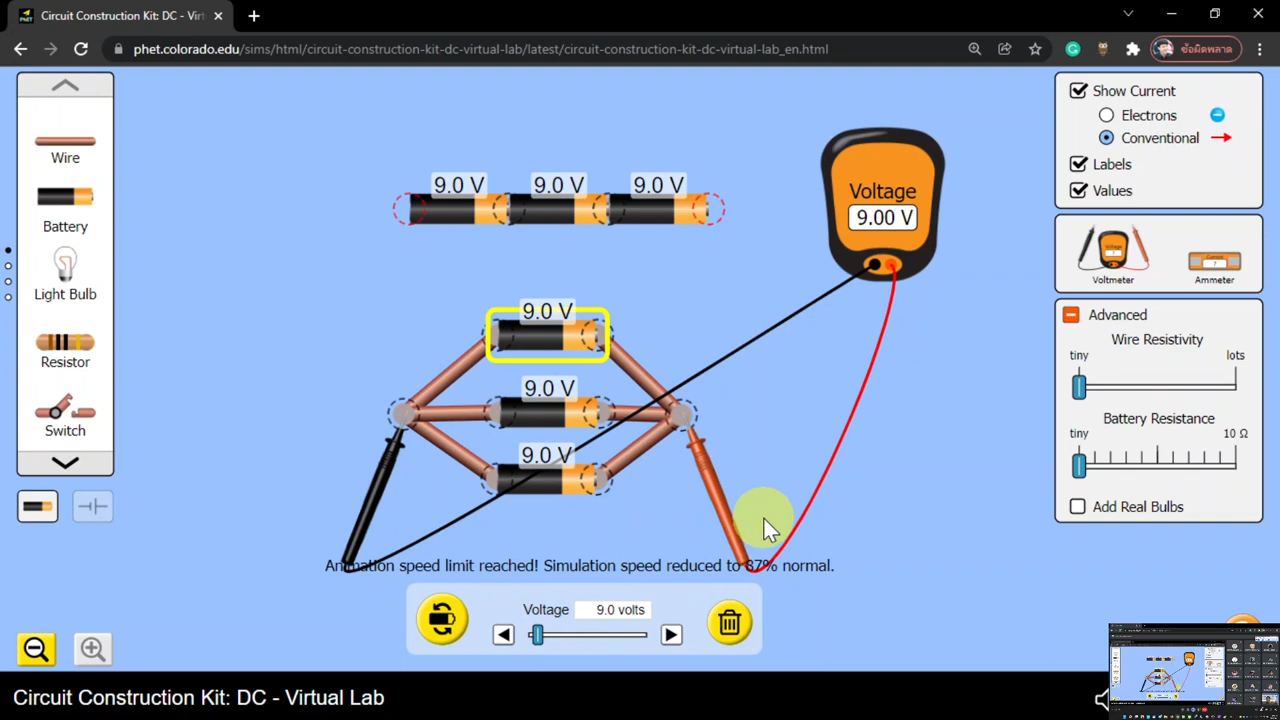 Circuit Construction Kit: DC - Virt
phet.colorado.edu/sims/html/circuit-construction-kit-dc-virtual-lab/latest/circuit-construction-kit-dc-virtual-lab_en.html
ข้อผิดพลาด
Wire
Battery
Light Bulb
Resistor
Switch
9.0 V 9.0 V 9.0 V
Voltage
9.00 V
9.0 V
9.0 V
9.0 V
Show Current
Electrons
Conventional
Labels
Values
Voltmeter
Ammeter
Advanced
Wire Resistivity
tiny lots
Battery Resistance
tiny 10 Ω
Add Real Bulbs
Animation speed limit reached! Simulation speed reduced to 87% normal.
Voltage 9.0 volts
Circuit Construction Kit: DC - Virtual Lab